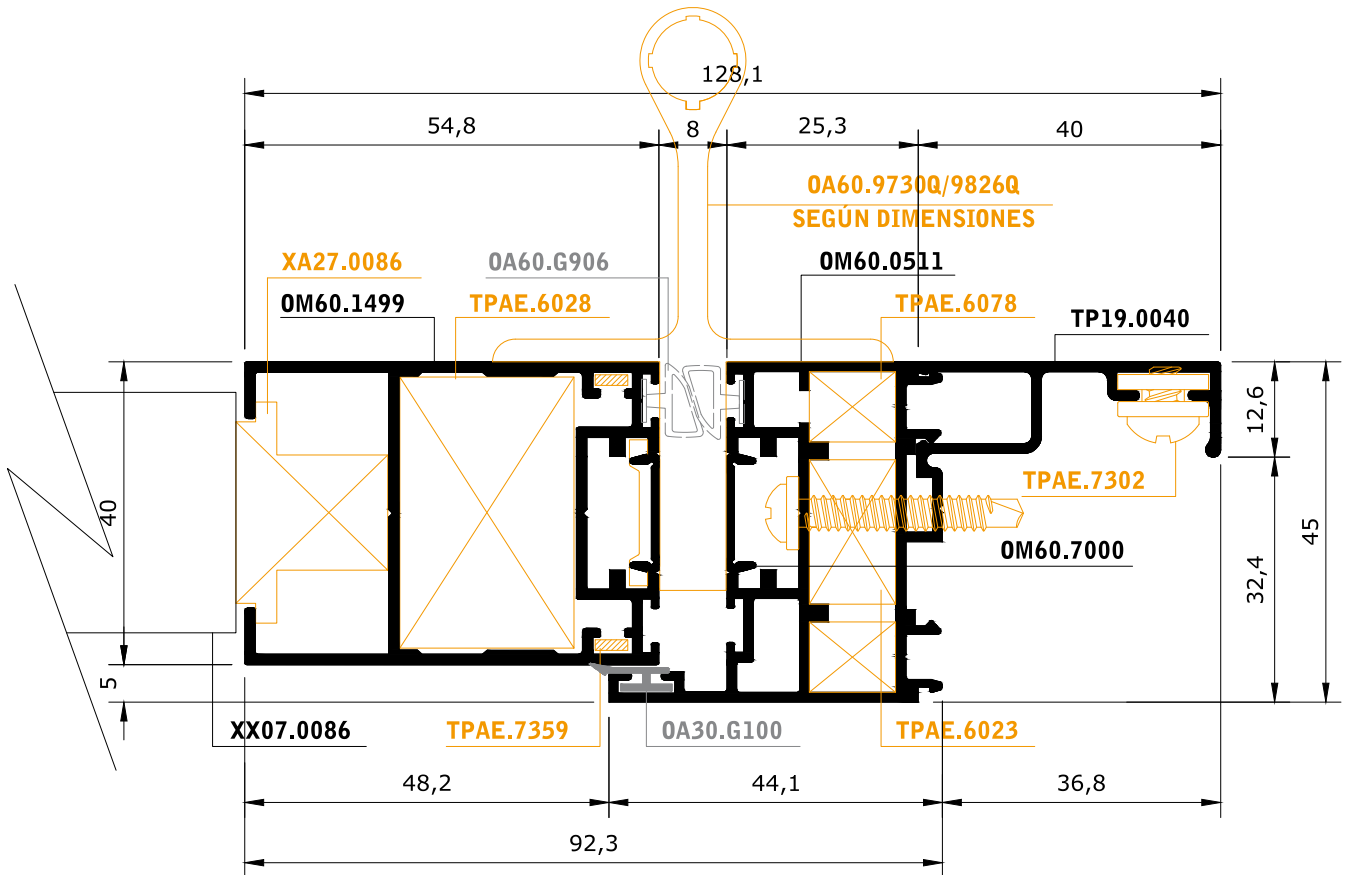 128,1
54,8
8
25,3
40
OA60.9730Q/9826Q
SEGÚN DIMENSIONES
XA27.0086
OA60.G906
OM60.0511
OM60.1499
TPAE.6028
TPAE.6078
TP19.0040
12,6
TPAE.7302
40
45
OM60.7000
32,4
5
XX07.0086
TPAE.7359
OA30.G100
TPAE.6023
48,2
44,1
36,8
92,3